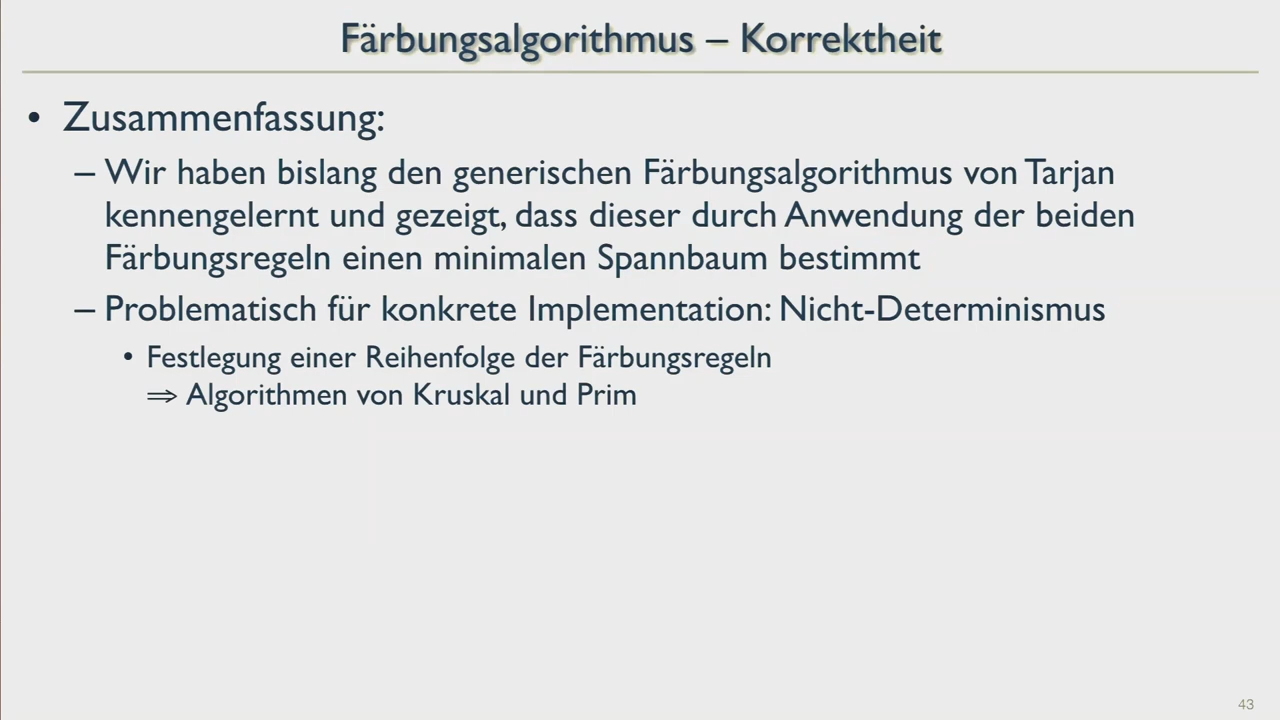 Färbungsalgorithmus – Korrektheit
• Zusammenfassung:
– Wir haben bislang den generischen Färbungsalgorithmus von Tarjan
kennengelernt und gezeigt, dass dieser durch Anwendung der beiden
Färbungsregeln einen minimalen Spannbaum bestimmt
– Problematisch für konkrete Implementation: Nicht-Determinismus
• Festlegung einer Reihenfolge der Färbungsregeln
⇒ Algorithmen von Kruskal und Prim
43